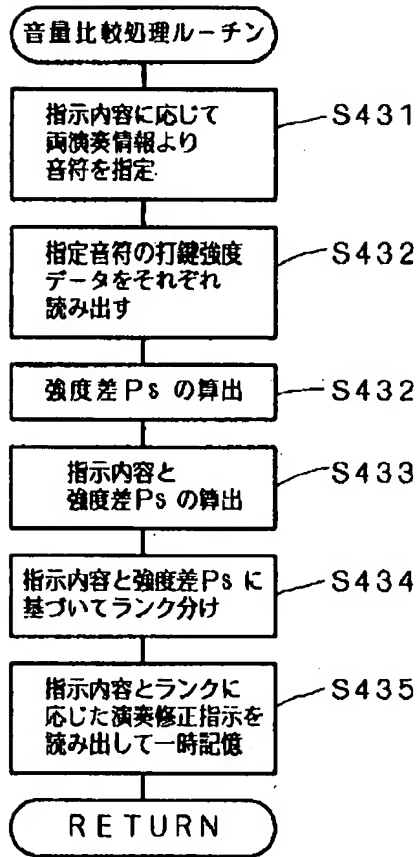 音量比較処理ルーチン
指示内容に応じて
両演奏情報より
音符を指定
S431
指定音符の打鍵強度
データをそれぞれ
読み出す
S432
強度差Ps の算出
S432
指示内容と
強度差Ps の算出
S433
指示内容と強度差Ps に
基づいてランク分け
S434
指示内容とランクに
応じた演奏修正指示を
読み出して一時記憶
S435
RETURN